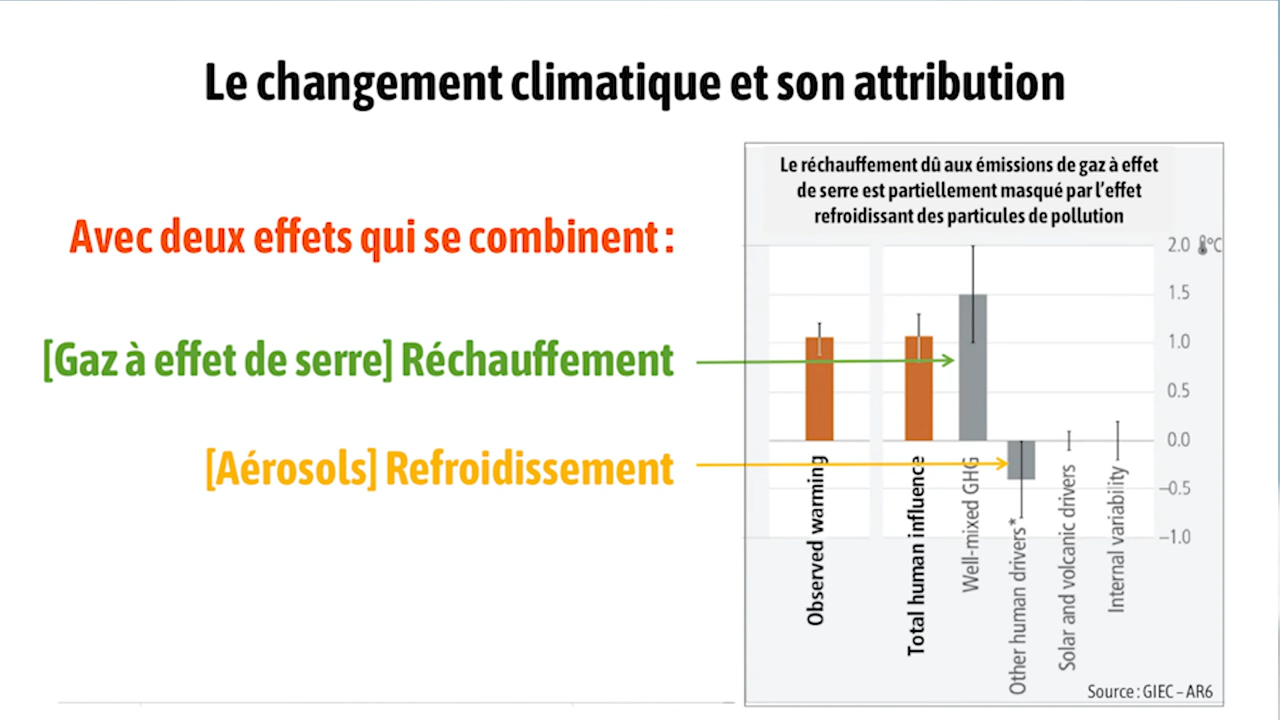 Le changement climatique et son attribution
Avec deux effets qui se combinent :
[Gaz à effet de serre] Réchauffement
[Aérosols] Refroidissement
Le réchauffement dû aux émissions de gaz à effet
de serre est partiellement masqué par l'effet
refroidissant des particules de pollution
2.0 °C
1.5
1.0
0.5
0.0
–0.5
–1.0
Observed warming
Total human influence
Well-mixed GHG
Other human drivers*
Solar and volcanic drivers
Internal variability
Source : GIEC – AR6